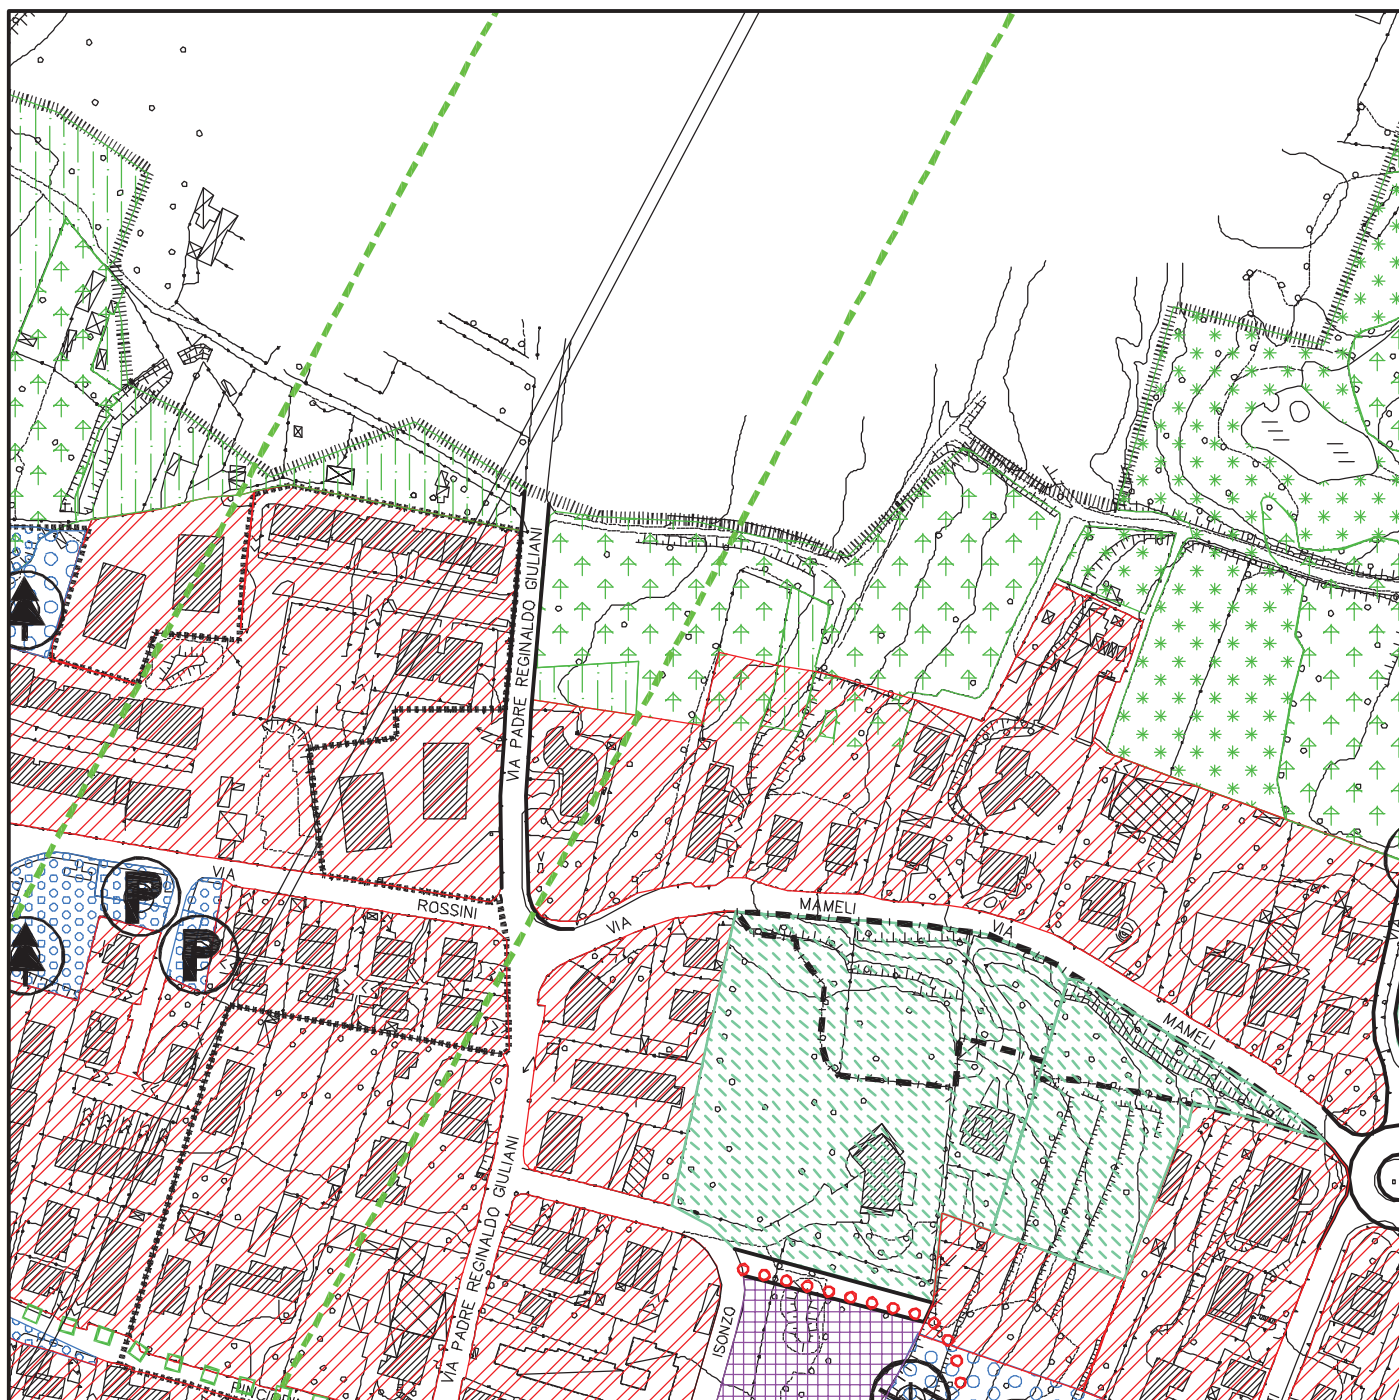 VIA PADRE REGINALDO GIULIANI
VIA
ROSSINI
VIA
MAMELI
VIA
MAMELI
P
P
VIA PADRE REGINALDO GIULIANI
ISONZO